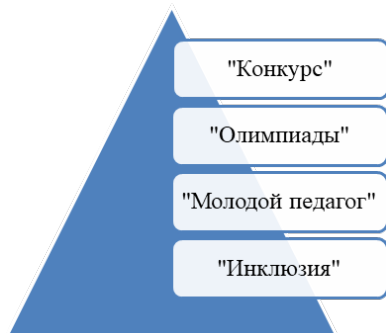 "Конкурс"
"Олимпиады"
"Молодой педагог"
"Инклюзия"